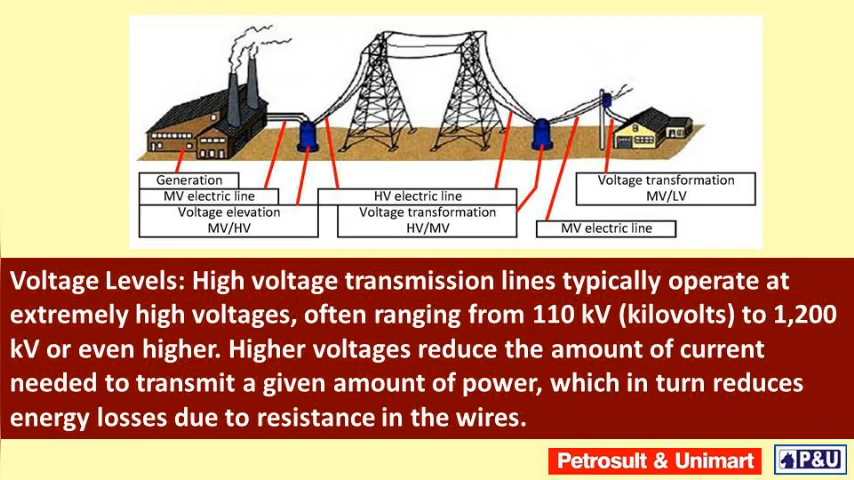 Generation
MV electric line
Voltage elevation
MV/HV
HV electric line
Voltage transformation
HV/MV
Voltage transformation
MV/LV
MV electric line
Voltage Levels: High voltage transmission lines typically operate at
extremely high voltages, often ranging from 110 kV (kilovolts) to 1,200
kV or even higher. Higher voltages reduce the amount of current
needed to transmit a given amount of power, which in turn reduces
energy losses due to resistance in the wires.
Petrosult & Unimart
P&U